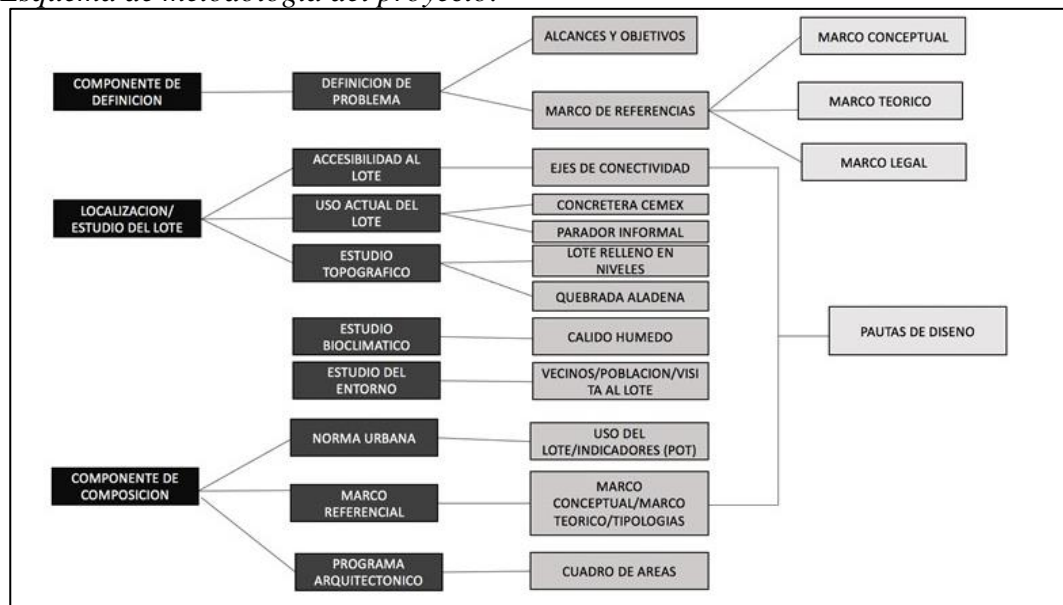 Esquema de metodología del proyecto.
ALCANCES Y OBJETIVOS
MARCO CONCEPTUAL
COMPONENTE DE
DEFINICION
DEFINICION DE
PROBLEMA
MARCO DE REFERENCIAS
MARCO TEORICO
MARCO LEGAL
ACCESIBILIDAD AL
LOTE
EJES DE CONECTIVIDAD
LOCALIZACION/
ESTUDIO DEL LOTE
USO ACTUAL DEL
LOTE
CONCRETERA CEMEX
PARADOR INFORMAL
ESTUDIO
TOPOGRAFICO
LOTE RELLENO EN
NIVELES
QUEBRADA ALADENA
ESTUDIO
BIOCLIMATICO
CALIDO HUMEDO
PAUTAS DE DISENO
ESTUDIO DEL
ENTORNO
VECINOS/POBLACION/VISI
TA AL LOTE
NORMA URBANA
USO DEL
LOTE/INDICADORES (POT)
COMPONENTE DE
COMPOSICION
MARCO
REFERENCIAL
MARCO
CONCEPTUAL/MARCO
TEORICO/TIPOLOGIAS
PROGRAMA
ARQUITECTONICO
CUADRO DE AREAS